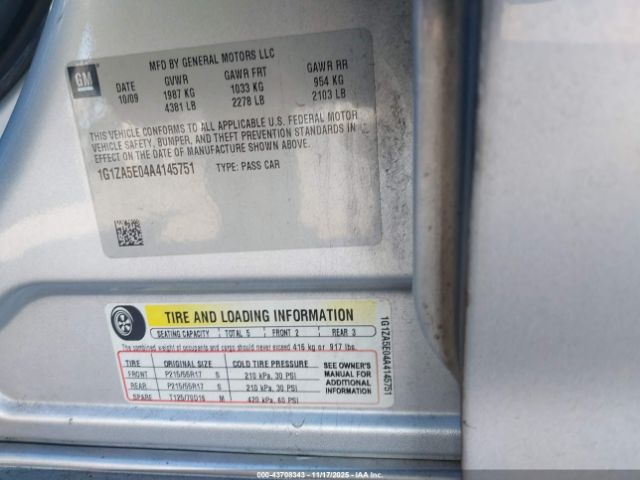 GM
MFD BY GENERAL MOTORS LLC
DATE GVWR GAWR FRT GAWR RR
10/09 1987 KG 1033 KG 954 KG
4381 LB 2278 LB 2103 LB
THIS VEHICLE CONFORMS TO ALL APPLICABLE U.S. FEDERAL MOTOR
VEHICLE SAFETY, BUMPER, AND THEFT PREVENTION STANDARDS IN
EFFECT ON THE DATE OF MANUFACTURE SHOWN ABOVE.
1G1ZA5E04A4145751 TYPE: PASS CAR
TIRE AND LOADING INFORMATION
SEATING CAPACITY TOTAL 5 FRONT 2 REAR 3
The combined weight of occupants and cargo should never exceed 416 kg or 917 lbs.
TIRE ORIGINAL SIZE COLD TIRE PRESSURE
FRONT P215/55R17 S 210 kPa, 30 PSI
REAR P215/55R17 S 210 kPa, 30 PSI
SPARE T125/70D16 M 420 kPa, 60 PSI
SEE OWNER'S
MANUAL FOR
ADDITIONAL
INFORMATION
1G1ZA5E04A4145751
© 000-43708343 - 11/17/2025 - IAA Inc.